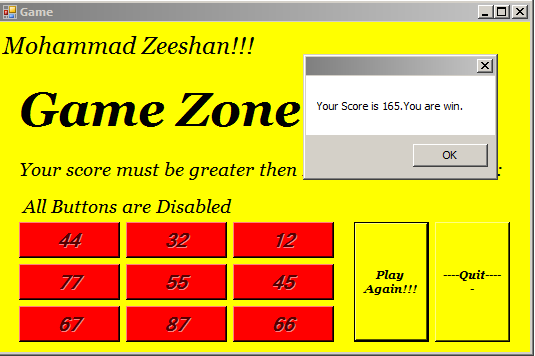 Game
Mohammad Zeeshan!!!
Game Zone
Your Score is 165.You are win.
OK
Your score must be greater then
:
All Buttons are Disabled
44 32 12
77 55 45
67 87 66
Play
Again!!!
----Quit----
-